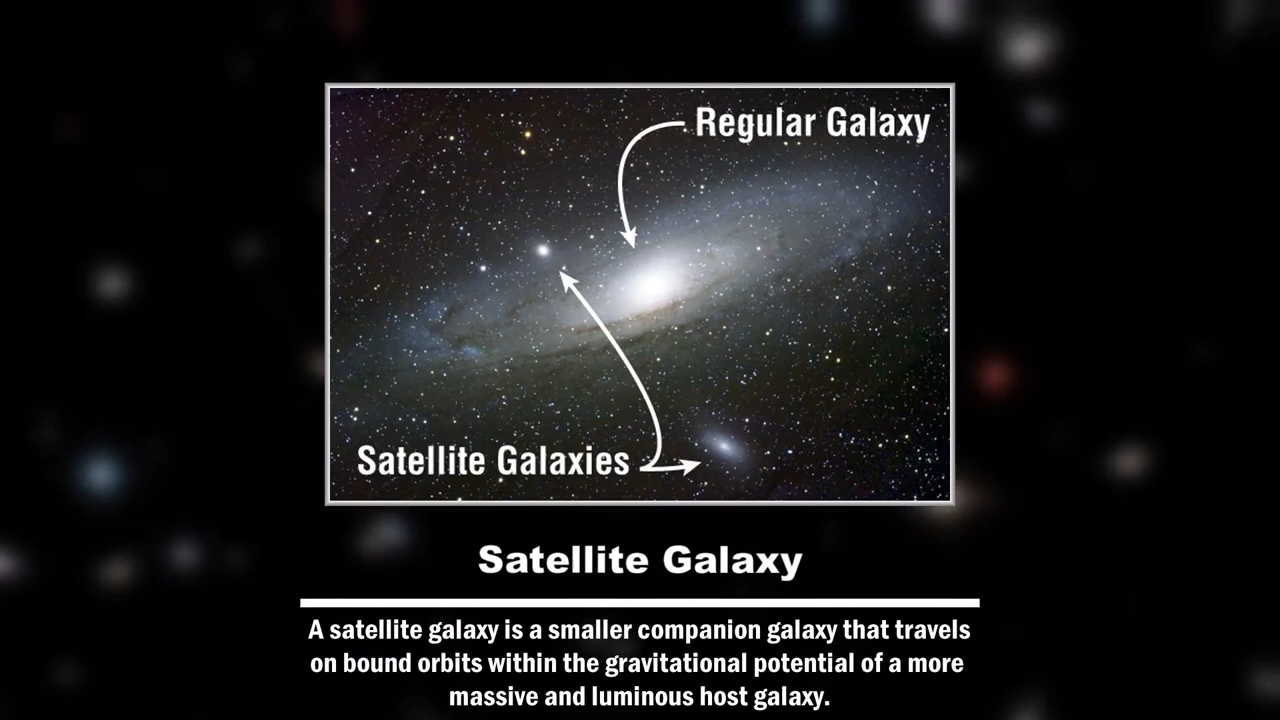 Regular Galaxy
Satellite Galaxies
Satellite Galaxy
A satellite galaxy is a smaller companion galaxy that travels
on bound orbits within the gravitational potential of a more
massive and luminous host galaxy.